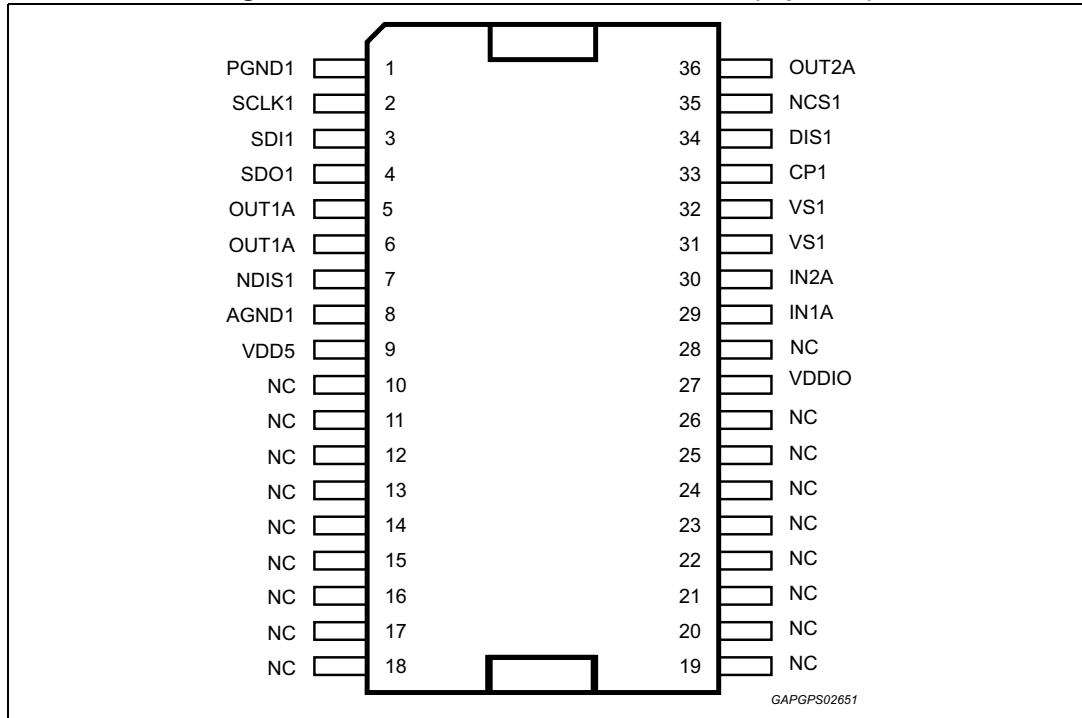 PGND1 1 36 OUT2A
SCLK1 2 35 NCS1
SDI1 3 34 DIS1
SDO1 4 33 CP1
OUT1A 5 32 VS1
OUT1A 6 31 VS1
NDIS1 7 30 IN2A
AGND1 8 29 IN1A
VDD5 9 28 NC
NC 10 27 VDDIO
NC 11 26 NC
NC 12 25 NC
NC 13 24 NC
NC 14 23 NC
NC 15 22 NC
NC 16 21 NC
NC 17 20 NC
NC 18 19 NC
GAPGPS02651